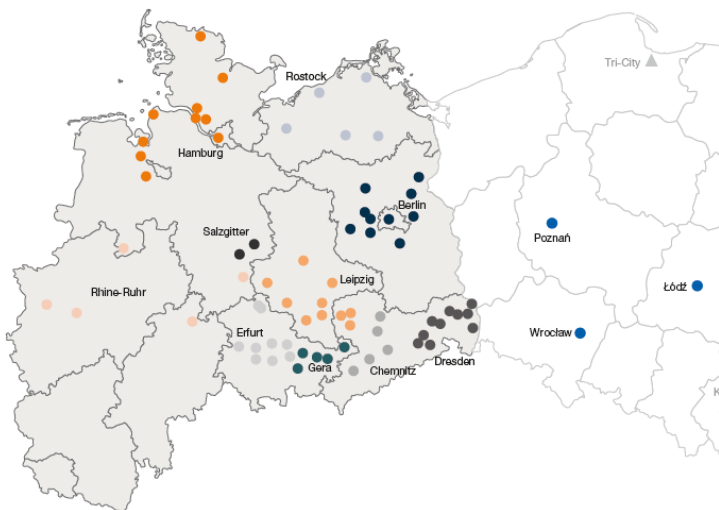 Tri-City
Rostock
Hamburg
Berlin
Salzgitter
Poznań
Leipzig
Rhine-Ruhr
Łódź
Erfurt
Wrocław
Dresden
Gera
Chemnitz
K